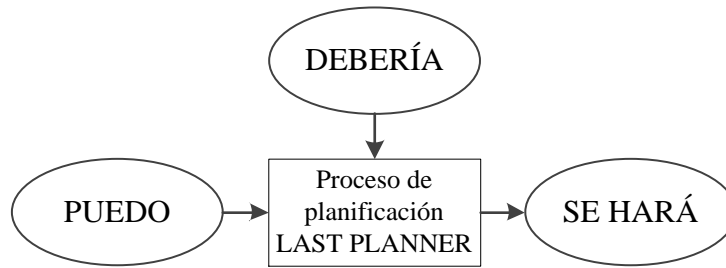 DEBERÍA
PUEDO
Proceso de
planificación
LAST PLANNER
SE HARÁ